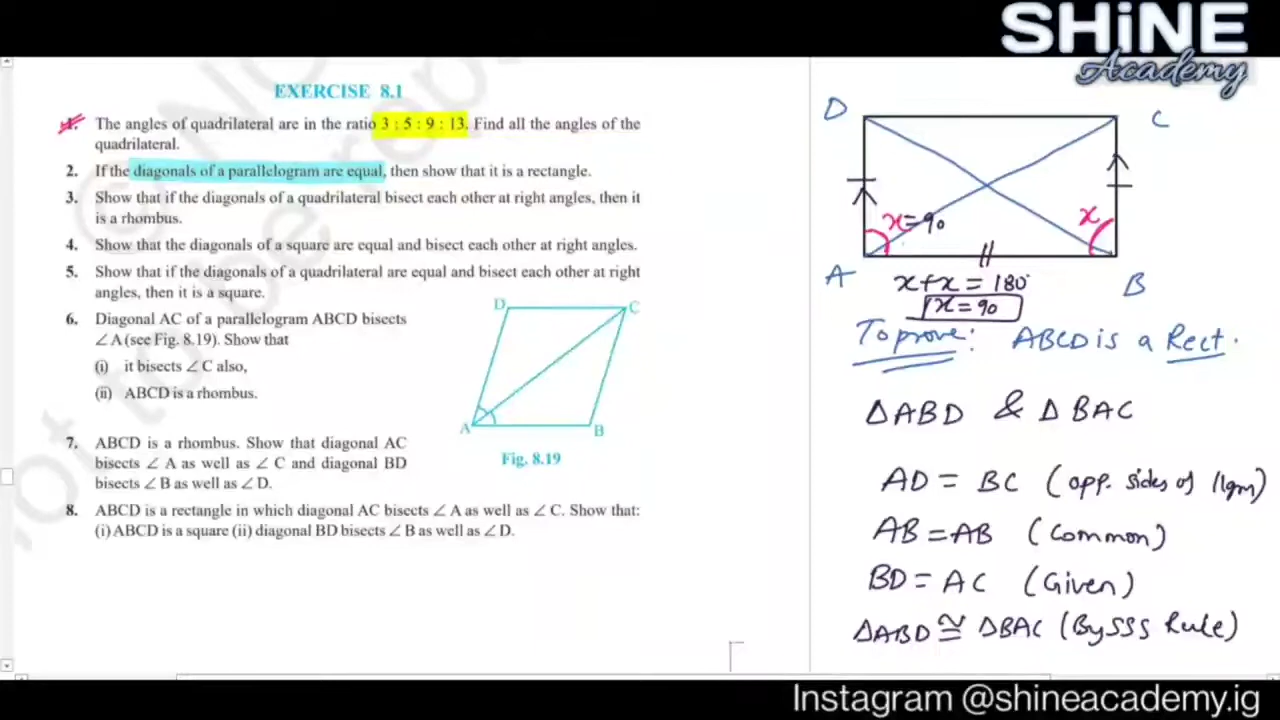 SHiNE
Academy
EXERCISE 8.1
1. The angles of quadrilateral are in the ratio 3 : 5 : 9 : 13. Find all the angles of the
quadrilateral.
2. If the diagonals of a parallelogram are equal, then show that it is a rectangle.
3. Show that if the diagonals of a quadrilateral bisect each other at right angles, then it
is a rhombus.
4. Show that the diagonals of a square are equal and bisect each other at right angles.
5. Show that if the diagonals of a quadrilateral are equal and bisect each other at right
angles, then it is a square.
6. Diagonal AC of a parallelogram ABCD bisects
∠ A (see Fig. 8.19). Show that
(i) it bisects ∠ C also,
(ii) ABCD is a rhombus.
D C
A B
Fig. 8.19
7. ABCD is a rhombus. Show that diagonal AC
bisects ∠ A as well as ∠ C and diagonal BD
bisects ∠ B as well as ∠ D.
8. ABCD is a rectangle in which diagonal AC bisects ∠ A as well as ∠ C. Show that:
(i) ABCD is a square (ii) diagonal BD bisects ∠ B as well as ∠ D.
D C
x = 90 x
A B
x + x = 180°
x = 90
To prove: ABCD is a Rect.
△ABD & △BAC
AD = BC (opp. sides of llgm)
AB = AB (Common)
BD = AC (Given)
△ABD ≅ △BAC (By SSS Rule)
Instagram @shineacademy.ig